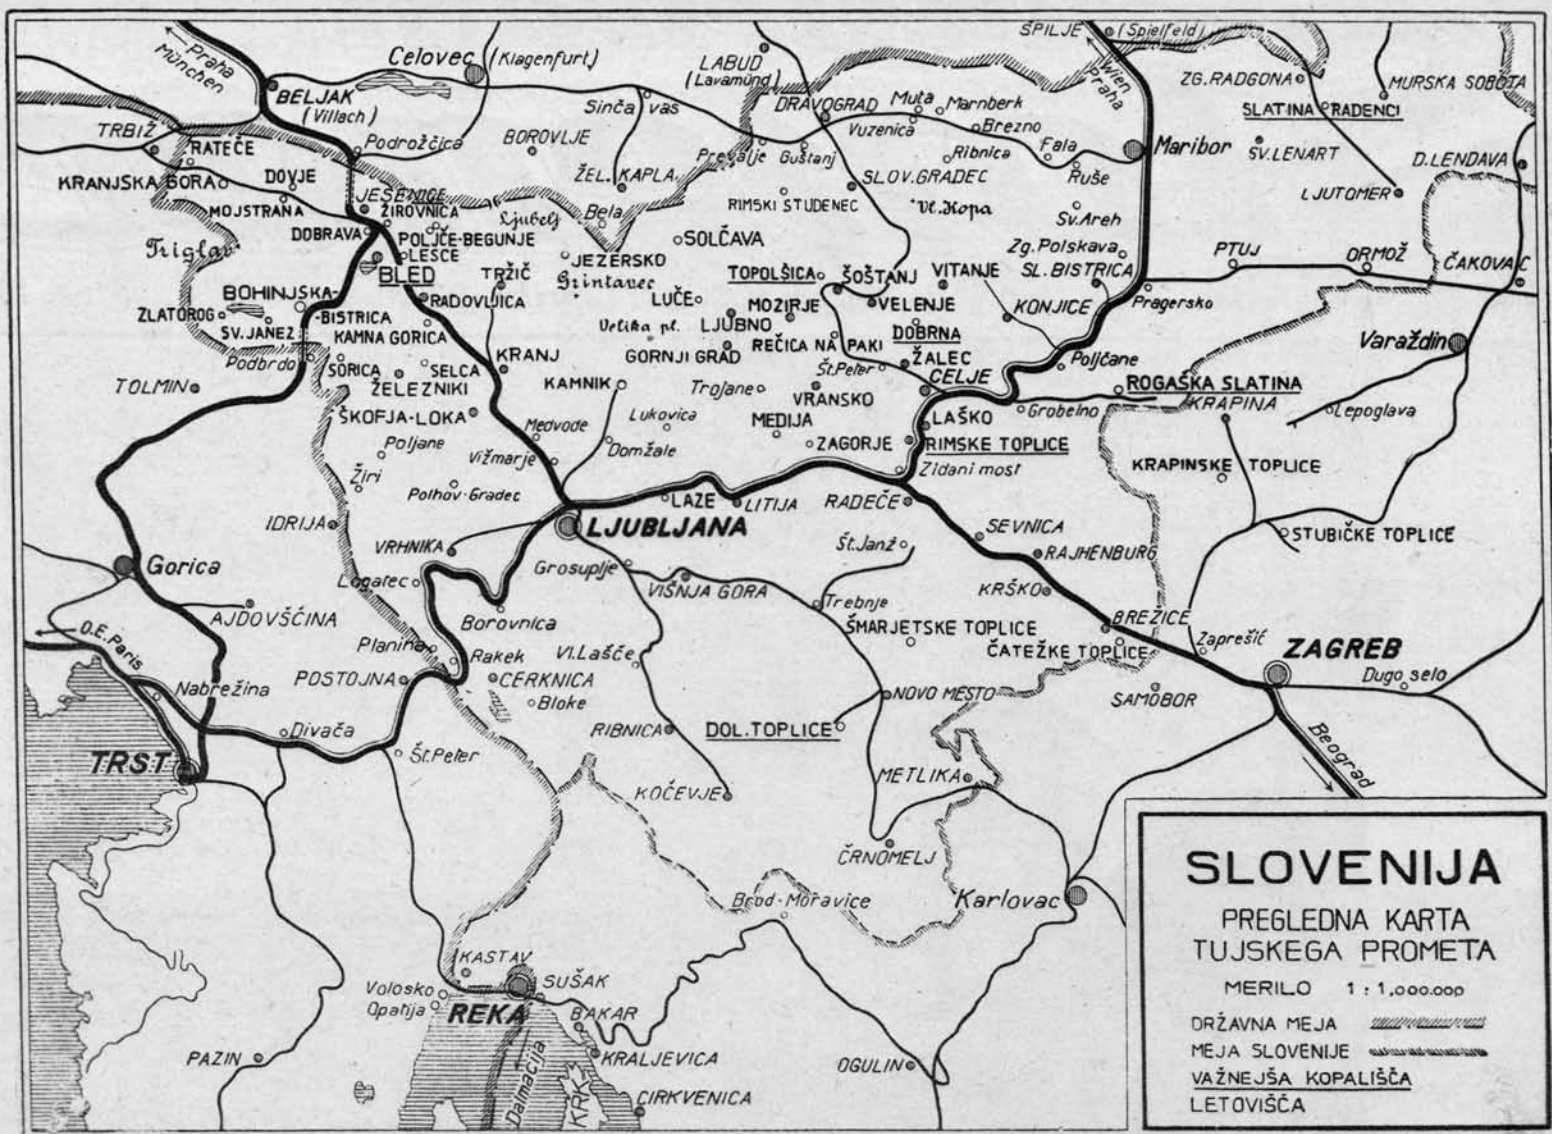 ŠPILJE (Spielfeld)
Praha
München
Celovec (Klagenfurt)
LABUD
(Lavamünd)
Wien
Praha
ZG. RADGONA
MURSKA SOBOTA
BELJAK
(Villach)
Sinča vas
DRAVOGRAD
Muta
Marnberk
SLATINA RADENCI
TRBIŽ
Vuzenica
Brezno
Maribor
RATEČE
Podrožčica
BOROVLJE
Prevalje
Guštanj
Ribnica
Fala
SV. LENART
D. LENDAVA
KRANJSKA GORA
DOVJE
ŽEL. KAPLA.
SLOV. GRADEC
Ruše
LJUTOMER
MOJSTRANA
JESENICE
ŽIROVNICA
Ljubelj
Bela
RIMSKI STUDENEC
Vl. Kopa
Sv. Areh
Triglav
DOBRAVA
POLJČE-BEGUNJE
SOLČAVA
Zg. Polskava
PTUJ
ORMOŽ
LESCE
JEZERSKO
BLED
TRŽIČ
Grintavec
TOPOLŠICA
ŠOŠTANJ
VITANJE
SL. BISTRICA
ČAKOVAC
BOHINJSKA-
BISTRICA
RADOVLJICA
LUČE
MOZIRJE
VELENJE
KONJICE
Pragersko
ZLATOROG
SV. JANEZ
KAMNA GORICA
Velika pl.
LJUBNO
DOBRNA
Varaždin
Podbrdo
GORNJI GRAD
REČICA NA PAKI
SORICA
SELCA
KRANJ
ŽALEC
Poljčane
TOLMIN
ŽELEZNIKI
KAMNIK
Trojane
Št. Peter
CELJE
ROGAŠKA SLATINA
VRANSKO
KRAPINA
ŠKOFJA-LOKA
Lukovica
MEDIJA
LAŠKO
Grobelno
Lepoglava
Poljane
Medvode
Domžale
ZAGORJE
RIMSKE TOPLICE
Vižmarje
Žiri
Polhov-Gradec
Zidani most
KRAPINSKE TOPLICE
LAZE
LITIJA
RADEČE
IDRIJA
LJUBLJANA
SEVNICA
STUBIČKE TOPLICE
VRHNIKA
Št. Janž
RAJHENBURG
Gorica
Logatec
Grosuplje
VIŠNJA GORA
KRŠKO
AJDOVŠČINA
Borovnica
Trebnje
BREŽICE
ŠMARJETSKE TOPLICE
O.E. Paris
Planina
Rakek
Vl. Lašče
ČATEŽKE TOPLICE
Zaprešić
ZAGREB
Nabrežina
POSTOJNA
CERKNICA
NOVO MESTO
SAMOBOR
Dugo selo
Bloke
Divača
RIBNICA
DOL. TOPLICE
TRST
Št. Peter
Beograd
KOČEVJE
METLIKA
ČRNOMELJ
Brod-Moravice
Karlovac
KASTAV
SUŠAK
Volosko
Opatija
REKA
BAKAR
PAZIN
KRALJEVICA
OGULIN
Dalmacija
KRK
CIRKVENICA
SLOVENIJA
PREGLEDNA KARTA
TUJSKEGA PROMETA
MERILO 1 : 1,000.000
DRŽAVNA MEJA
MEJA SLOVENIJE
VAŽNEJŠA KOPALIŠČA
LETOVIŠČA